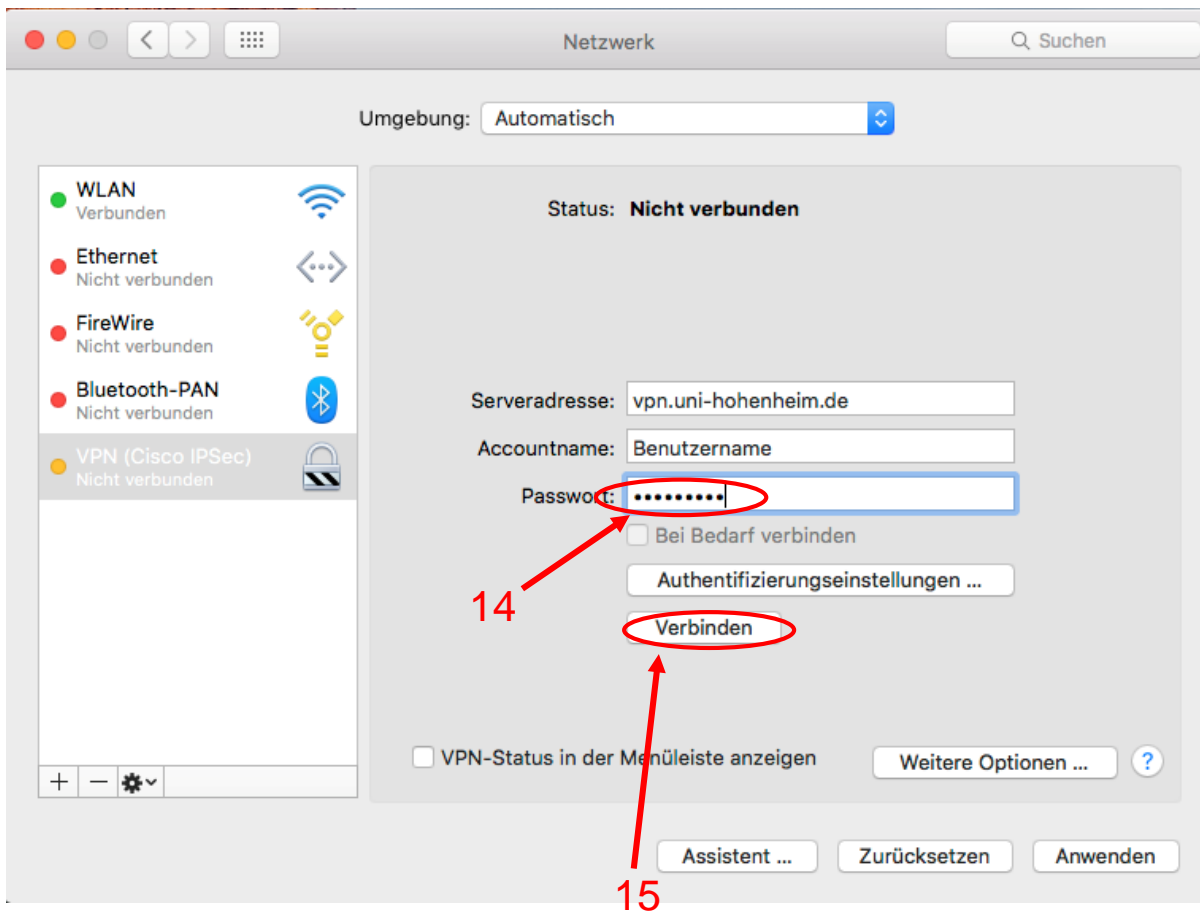 Netzwerk
Suchen
Umgebung: Automatisch
WLAN
Verbunden
Ethernet
Nicht verbunden
FireWire
Nicht verbunden
Bluetooth-PAN
Nicht verbunden
VPN (Cisco IPSec)
Nicht verbunden
Status: Nicht verbunden
Serveradresse: vpn.uni-hohenheim.de
Accountname: Benutzername
Passwort: •••••••••
Bei Bedarf verbinden
Authentifizierungseinstellungen ...
14
Verbinden
VPN-Status in der Menüleiste anzeigen
Weitere Optionen ... ?
Assistent ... Zurücksetzen Anwenden
15